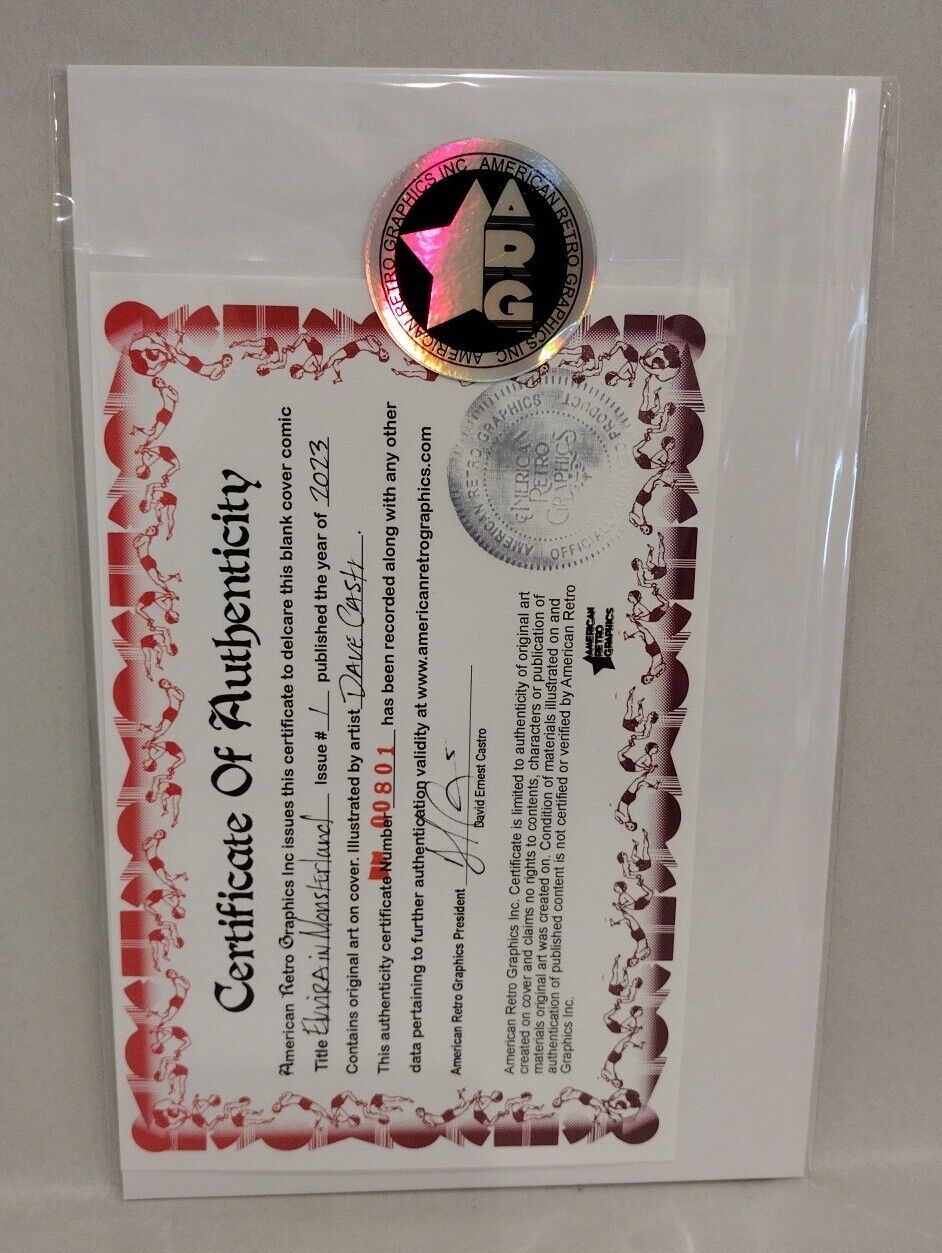 AMERICAN RETRO GRAPHICS INC AMERICAN RETRO GRAPHICS INC
ARG
Certificate Of Authenticity
American Retro Graphics Inc issues this certificate to delcare this blank cover comic
Title Elvira in Monsterland Issue # 1 published the year of 2023
Contains original art on cover. Illustrated by artist Dave Castr.
This authenticity certificate Number 00801 has been recorded along with any other
data pertaining to further authentication validity at www.americanretrographics.com
American Retro Graphics President
David Ernest Castro
AMERICAN RETRO GRAPHICS
OFFICIAL PRODUCT
AMERICAN
RETRO
GRAPHICS
American Retro Graphics Inc. Certificate is limited to authenticity of original art
created on cover and claims no rights to contents, characters or publication of
materials original art was created on. Condition of materials illustrated on and
authentication of published content is not certified or verified by American Retro
Graphics Inc.
AMERICAN
RETRO
GRAPHICS